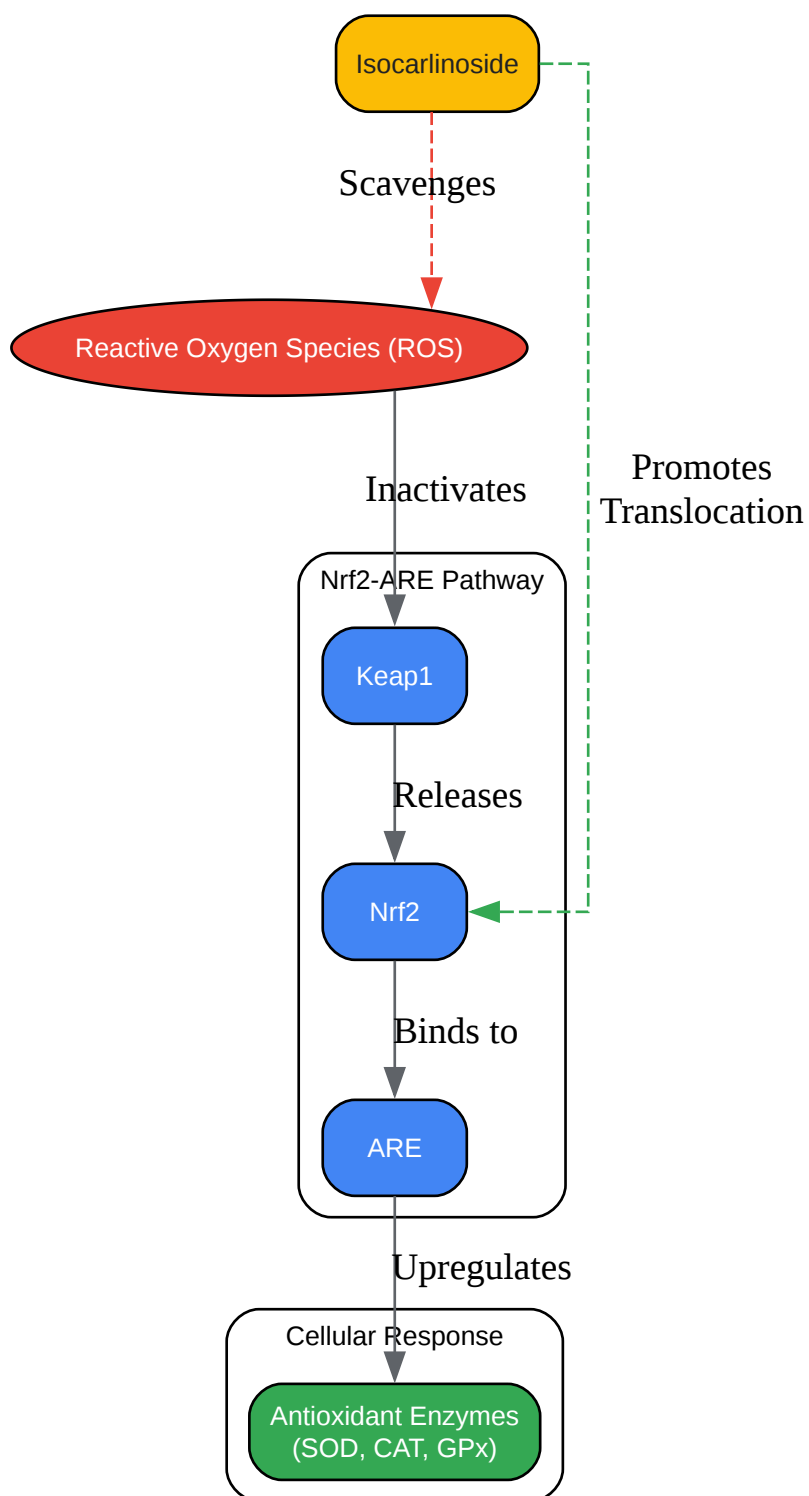 Isocarlinoside
Scavenges
Reactive Oxygen Species (ROS)
Inactivates
Promotes
Translocation
Nrf2-ARE Pathway
Keap1
Releases
Nrf2
Binds to
ARE
Upregulates
Cellular Response
Antioxidant Enzymes
(SOD, CAT, GPx)